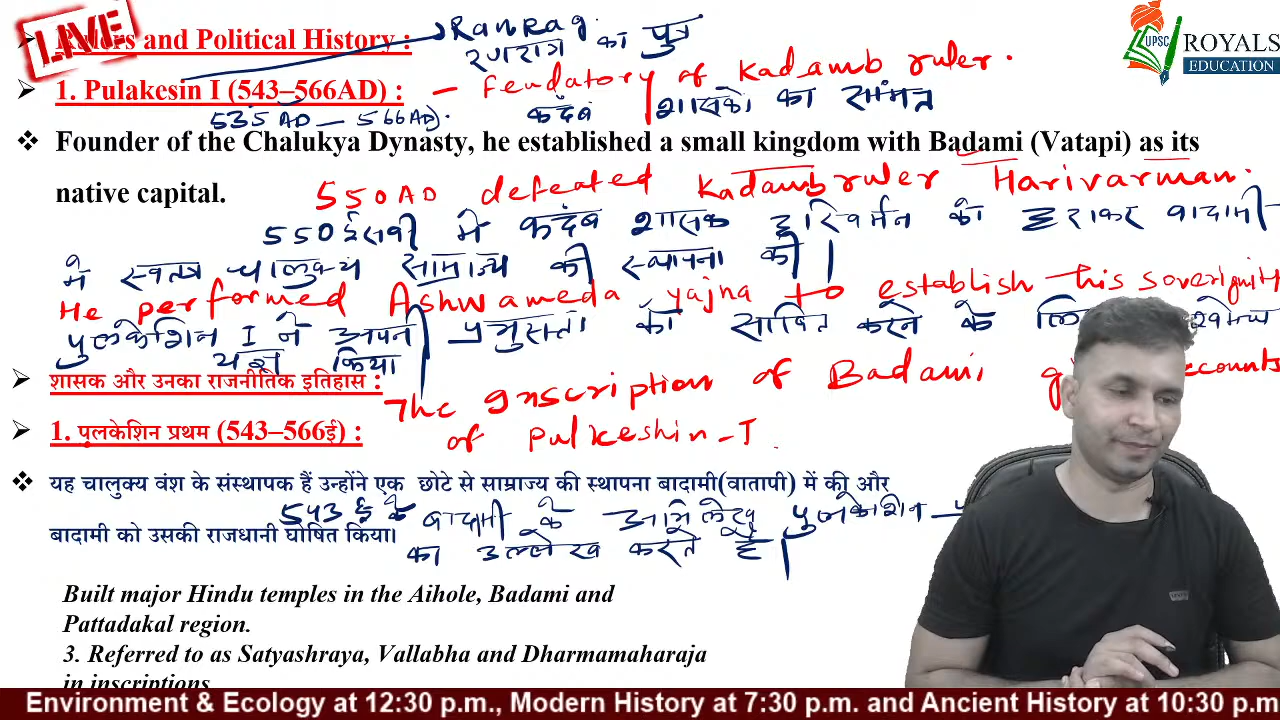 LIVE
Rulers and Political History :
RanRag
रणराग का पुत्र
UPSC
ROYALS
EDUCATION
1. Pulakesin I (543–566AD) : – Feudatory of Kadamb ruler.
535 AD – 566 AD). कदंब शासको का सामंत
Founder of the Chalukya Dynasty, he established a small kingdom with Badami (Vatapi) as its
native capital. 550 AD defeated Kadamb ruler Harivarman.
550 ईसवी मे कदंब शासक हरिवर्मन को हराकर बादामी
मे स्वतंत्र चालुक्य साम्राज्य की स्थापना की।
He performed Ashwameda yajna to establish his soverignity
पुलकेशिन I ने अपनी प्रभुसत्ता को साबित करने के
यज्ञ किया
शासक और उनका राजनीतिक इतिहास :
The Inscription of Badami
1. पूलकेशिन प्रथम (543–566ई) :
of Pulkeshin-I.
यह चालुक्य वंश के संस्थापक हैं उन्होंने एक छोटे से साम्राज्य की स्थापना बादामी(वातापी) में की और
543 ई के बादामी के अभिलेख पुलकेशिन
बादामी को उसकी राजधानी घोषित किया।
का उल्लेख करते है।
Built major Hindu temples in the Aihole, Badami and
Pattadakal region.
3. Referred to as Satyashraya, Vallabha and Dharmamaharaja
in inscriptions
Environment & Ecology at 12:30 p.m., Modern History at 7:30 p.m. and Ancient History at 10:30 p.m